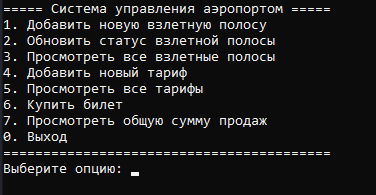 ===== Система управления аэропортом =====
1. Добавить новую взлетную полосу
2. Обновить статус взлетной полосы
3. Просмотреть все взлетные полосы
4. Добавить новый тариф
5. Просмотреть все тарифы
6. Купить билет
7. Просмотреть общую сумму продаж
0. Выход
=========================================
Выберите опцию: _